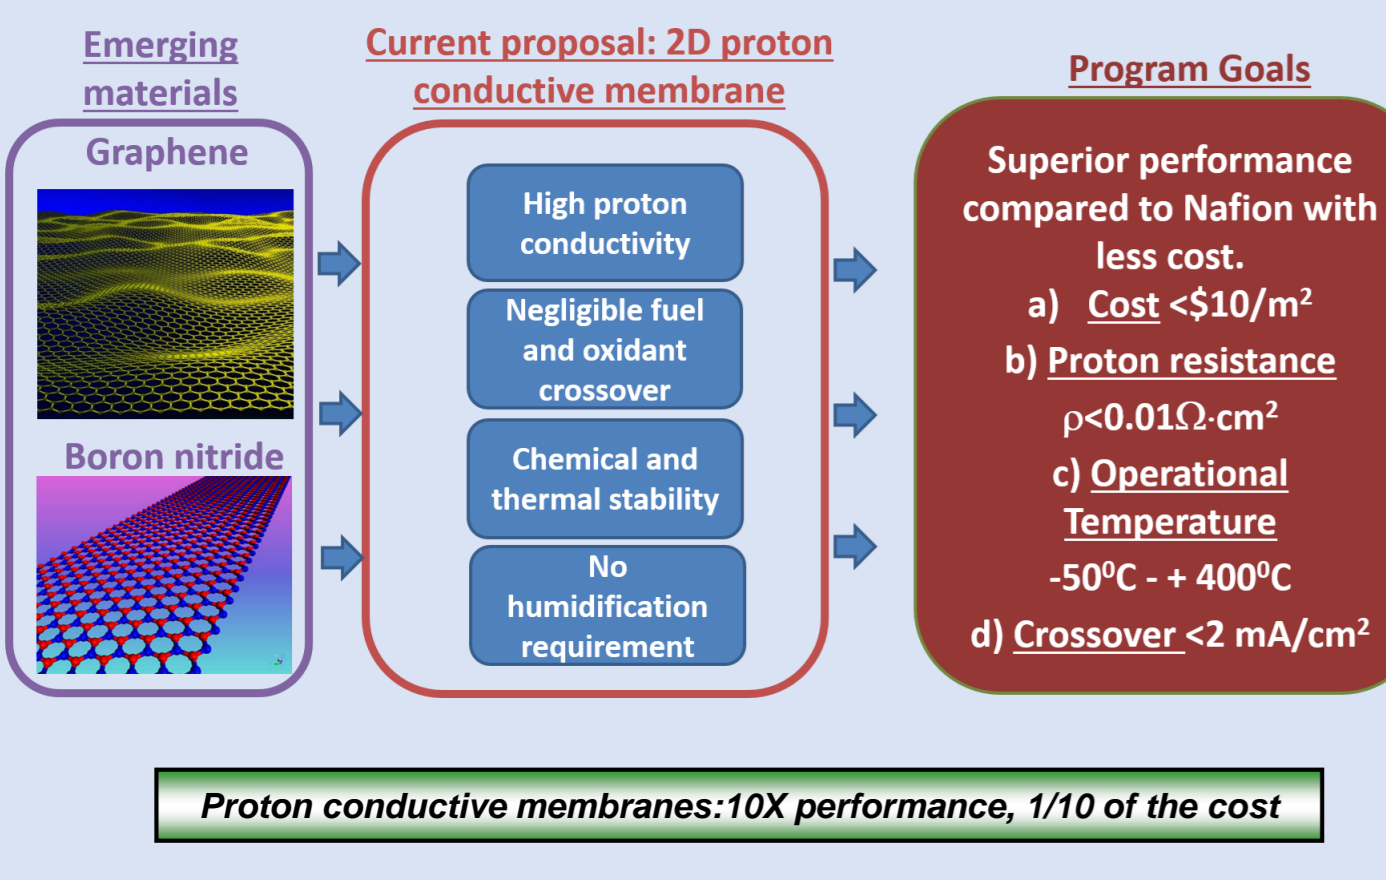 Emerging
materials
Graphene
Boron nitride
Current proposal: 2D proton
conductive membrane
High proton
conductivity
Negligible fuel
and oxidant
crossover
Chemical and
thermal stability
No
humidification
requirement
Program Goals
Superior performance
compared to Nafion with
less cost.
a) Cost <$10/m²
b) Proton resistance
ρ<0.01Ω·cm²
c) Operational
Temperature
-50⁰C - + 400⁰C
d) Crossover <2 mA/cm²
Proton conductive membranes:10X performance, 1/10 of the cost